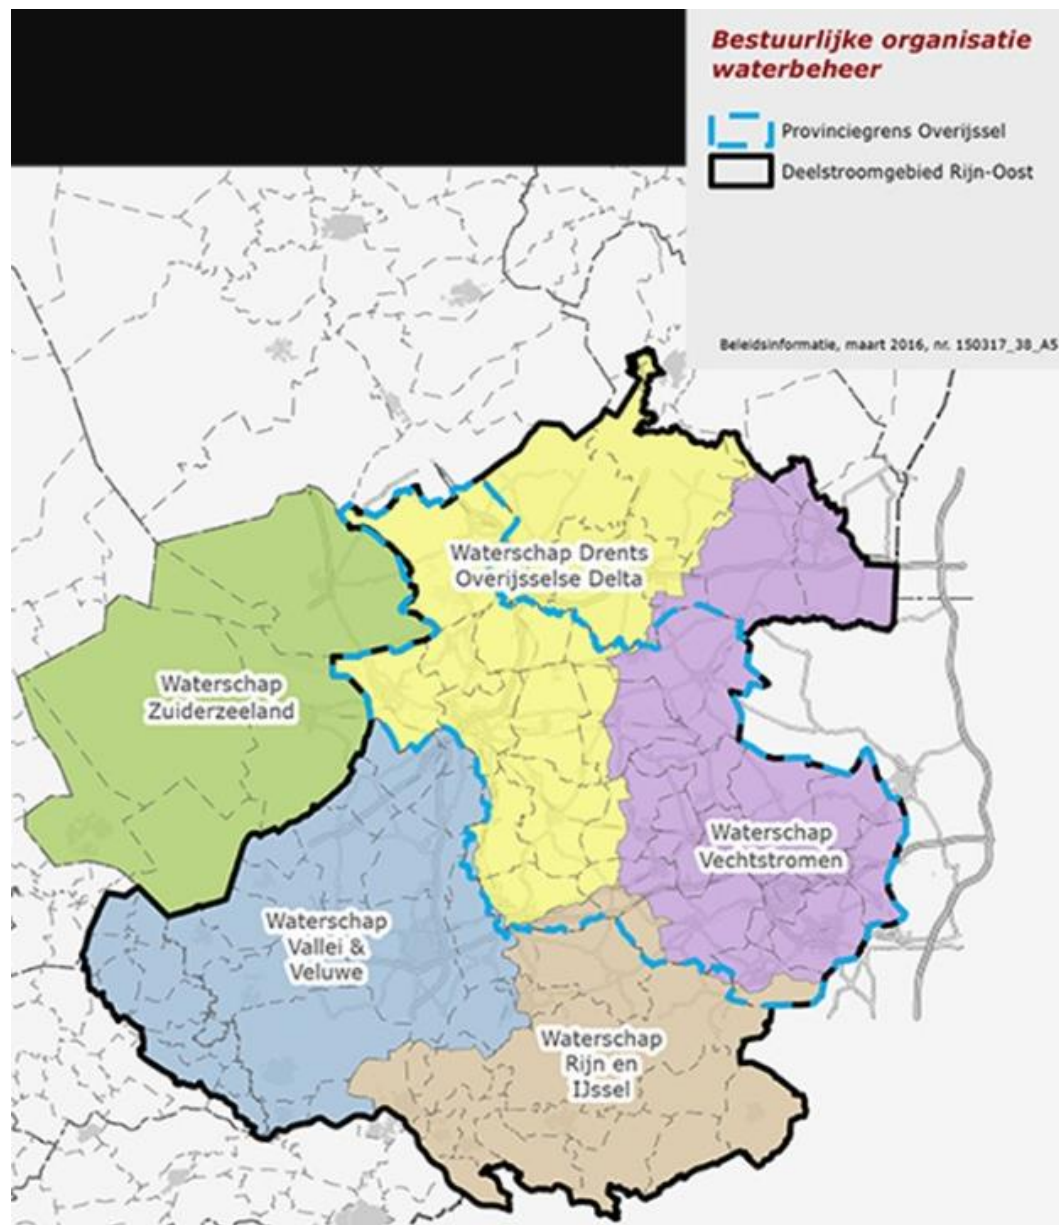 Bestuurlijke organisatie
waterbeheer
Provinciegrens Overijssel
Deelstroomgebied Rijn-Oost
Beleidsinformatie, maart 2016, nr. 150317_38_A5
Waterschap Drents
Overijsselse Delta
Waterschap
Zuiderzeeland
Waterschap
Vechtstromen
Waterschap
Vallei &
Veluwe
Waterschap
Rijn en
IJssel